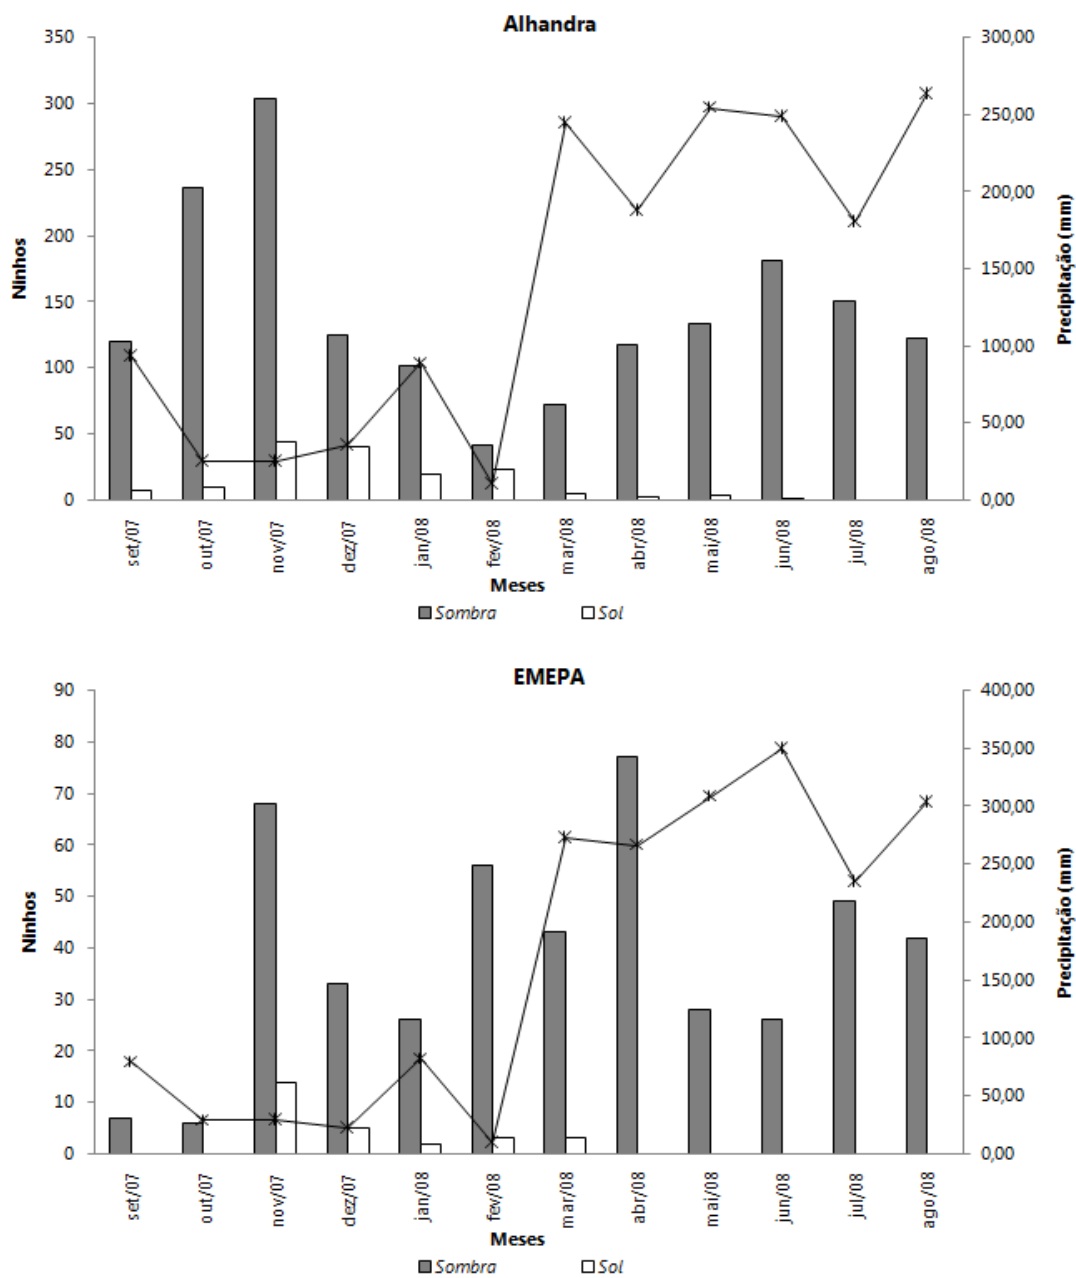 Alhandra
350
300
250
200
150
100
50
0
Ninhos
300,00
250,00
200,00
150,00
100,00
50,00
0,00
Precipitação (mm)
set/07
out/07
nov/07
dez/07
jan/08
fev/08
mar/08
abr/08
mai/08
jun/08
jul/08
ago/08
Meses
Sombra
Sol
EMEPA
90
80
70
60
50
40
30
20
10
0
Ninhos
400,00
350,00
300,00
250,00
200,00
150,00
100,00
50,00
0,00
Precipitação (mm)
set/07
out/07
nov/07
dez/07
jan/08
fev/08
mar/08
abr/08
mai/08
jun/08
jul/08
ago/08
Meses
Sombra
Sol